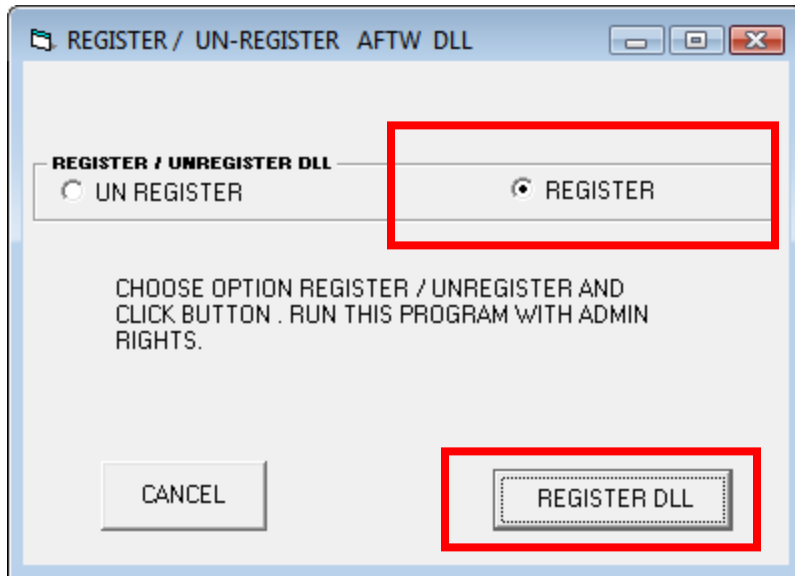 REGISTER / UN-REGISTER AFTW DLL
REGISTER / UNREGISTER DLL
UN REGISTER REGISTER
CHOOSE OPTION REGISTER / UNREGISTER AND
CLICK BUTTON . RUN THIS PROGRAM WITH ADMIN
RIGHTS.
CANCEL REGISTER DLL